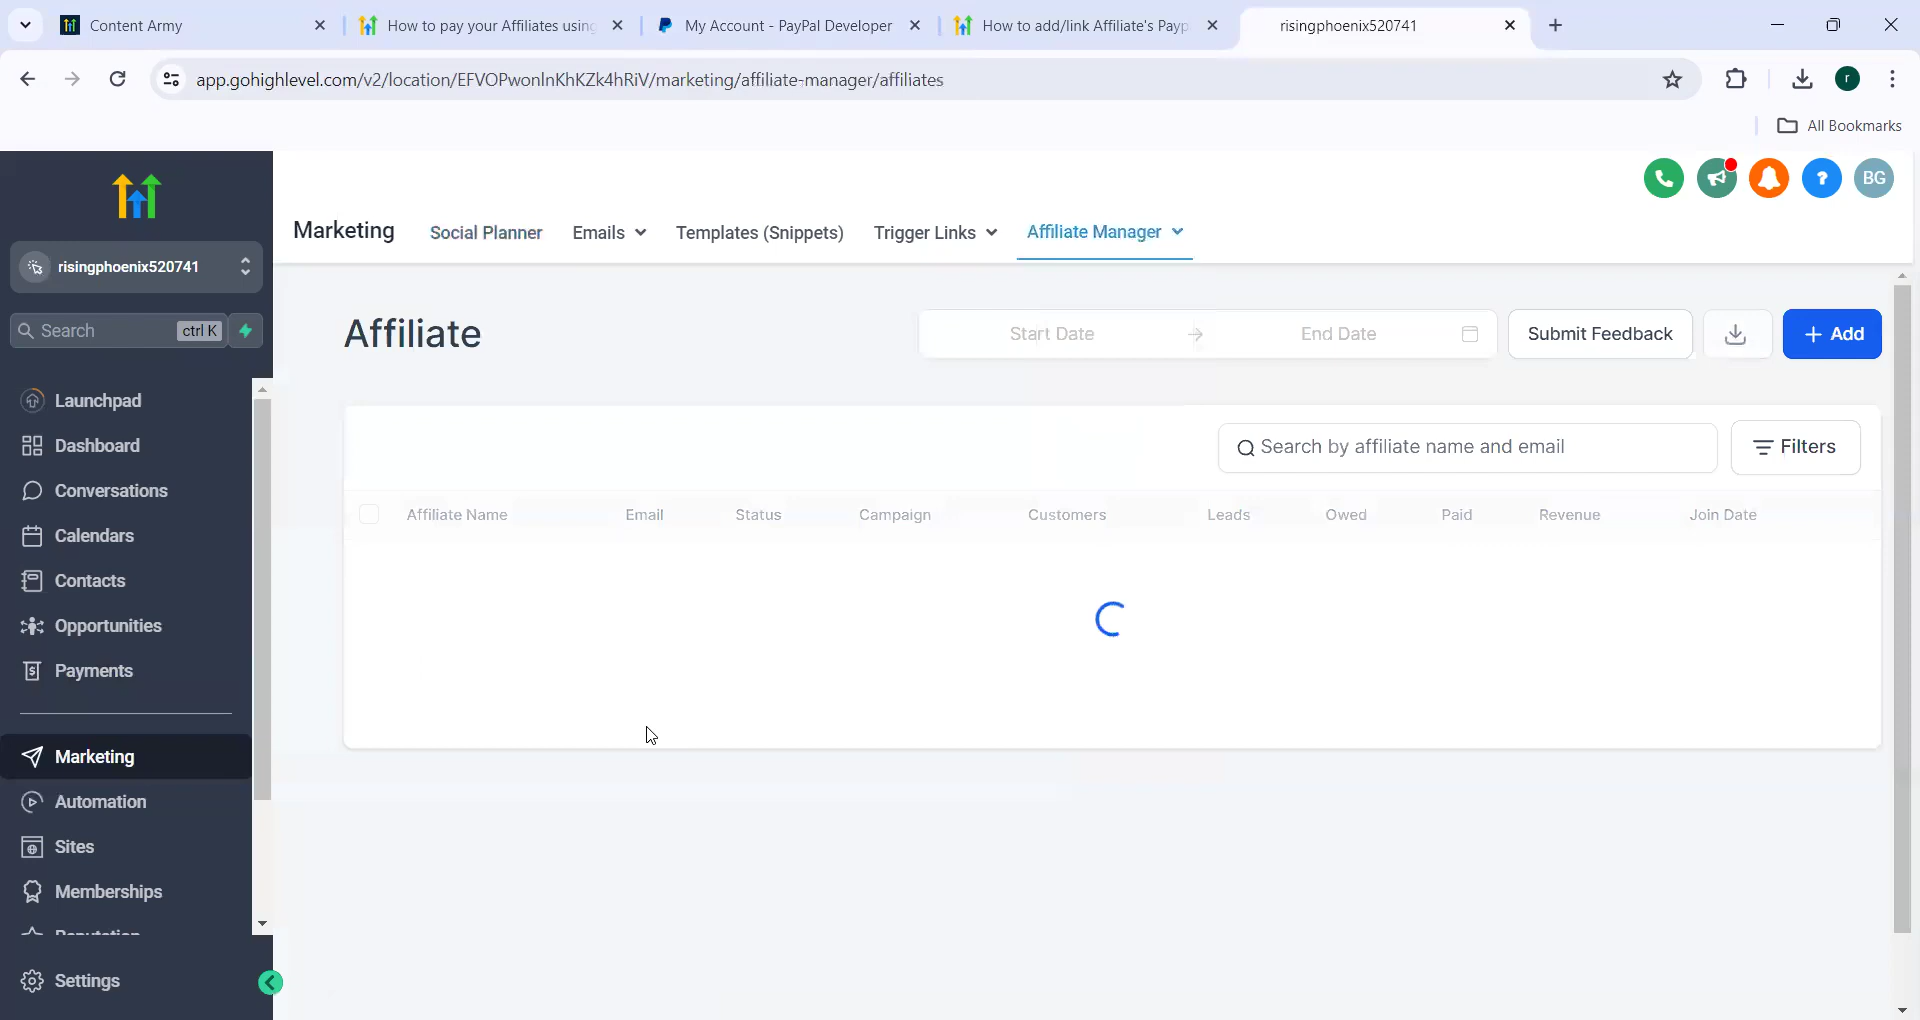 Content Army
How to pay your Affiliates using
My Account - PayPal Developer
How to add/link Affiliate's Payp
risingphoenix520741
app.gohighlevel.com/v2/location/EFVOPwonlnKhKZk4hRiV/marketing/affiliate-manager/affiliates
r
All Bookmarks
BG
Marketing
Social Planner
Emails
Templates (Snippets)
Trigger Links
Affiliate Manager
risingphoenix520741
Search
ctrl K
Affiliate
Start Date
End Date
Submit Feedback
+ Add
Launchpad
Dashboard
Conversations
Calendars
Contacts
Opportunities
Payments
Marketing
Automation
Sites
Memberships
Reputation
Settings
Search by affiliate name and email
Filters
Affiliate Name
Email
Status
Campaign
Customers
Leads
Owed
Paid
Revenue
Join Date